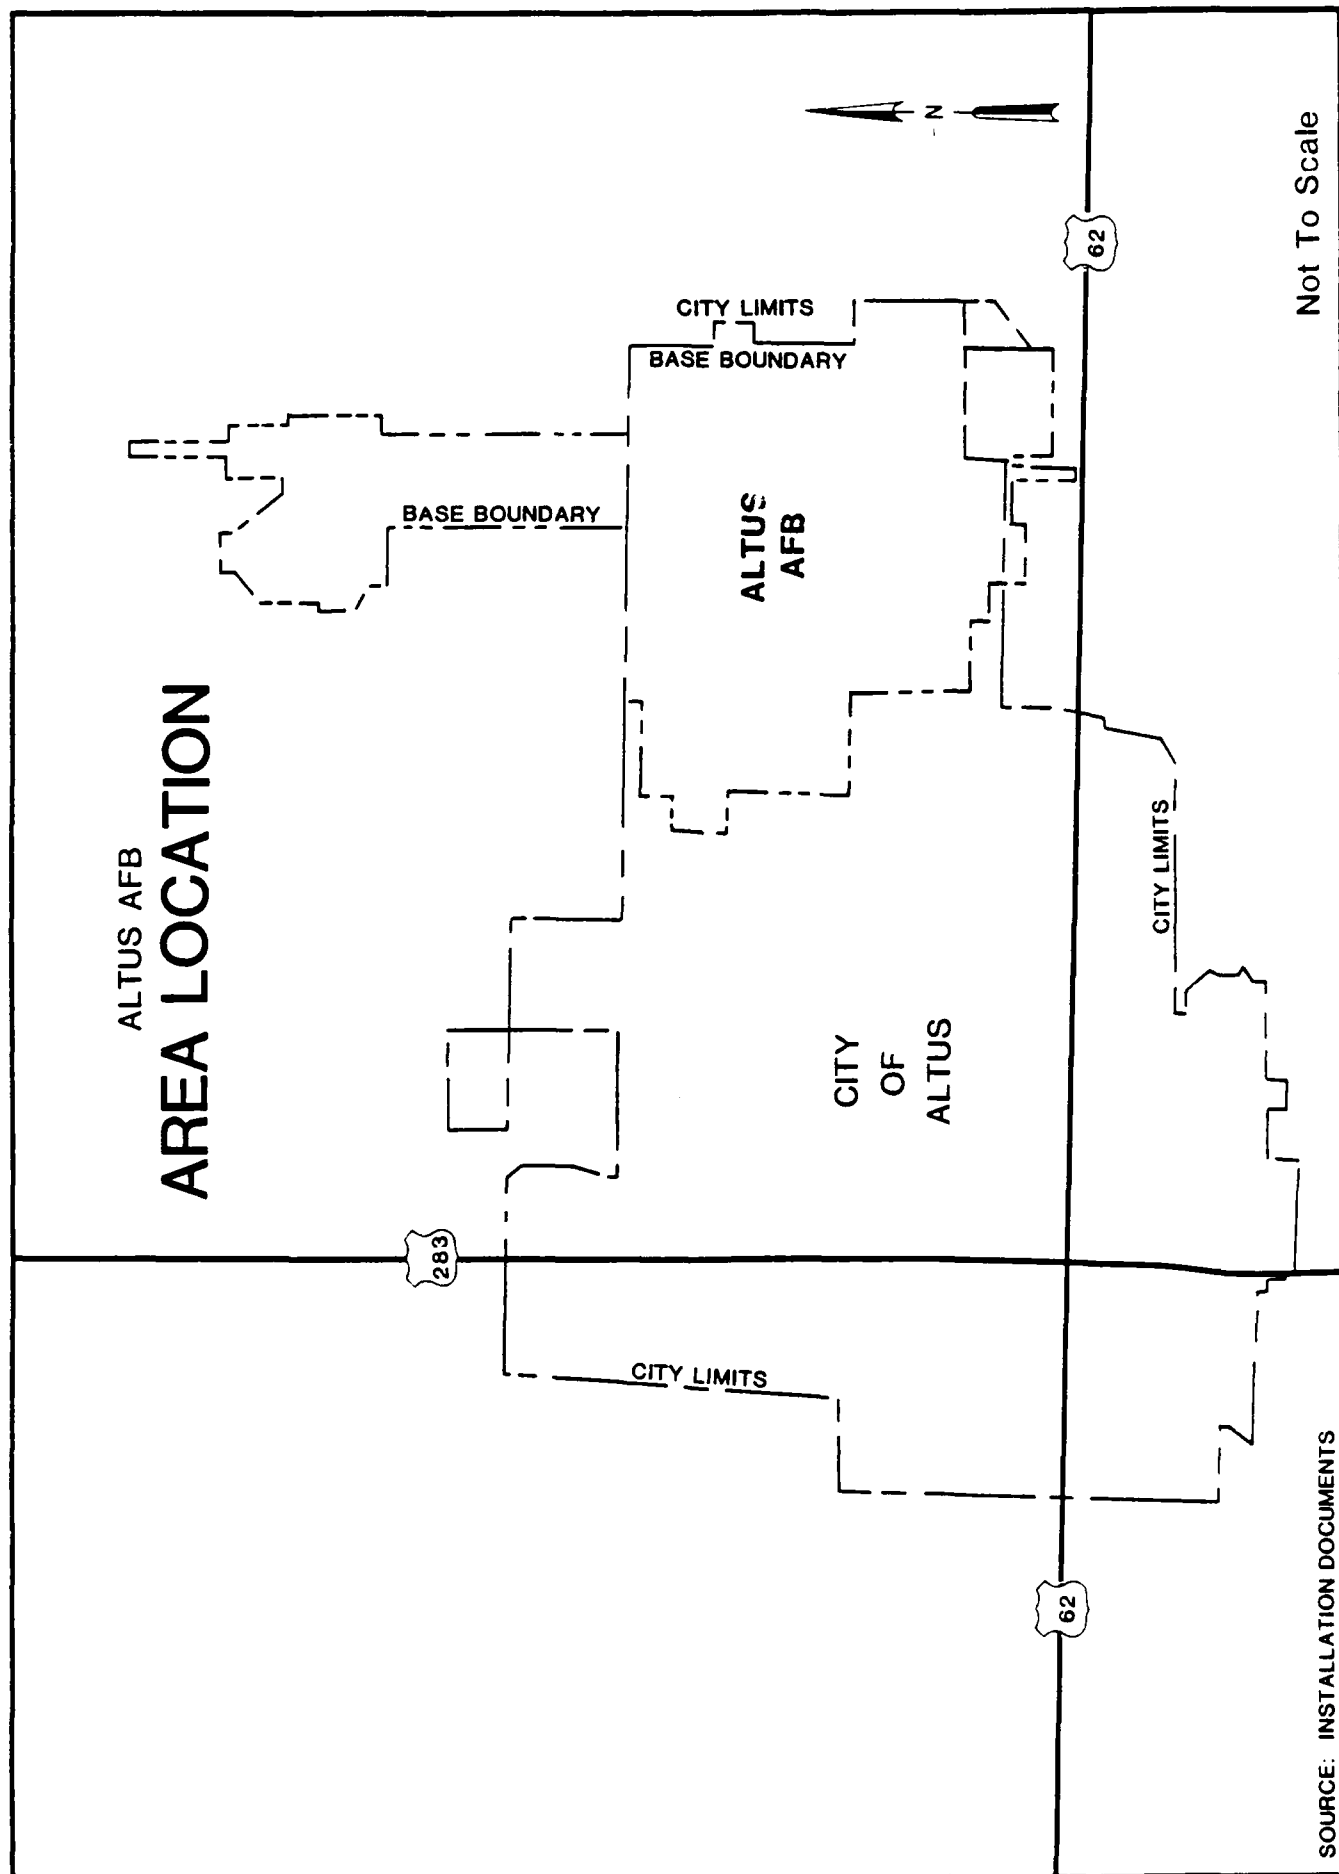 ALTUS AFB
AREA LOCATION
283
BASE BOUNDARY
CITY LIMITS
CITY LIMITS
BASE BOUNDARY
ALTUS
AFB
N
CITY
OF
ALTUS
62
62
CITY LIMITS
SOURCE: INSTALLATION DOCUMENTS
Not To Scale